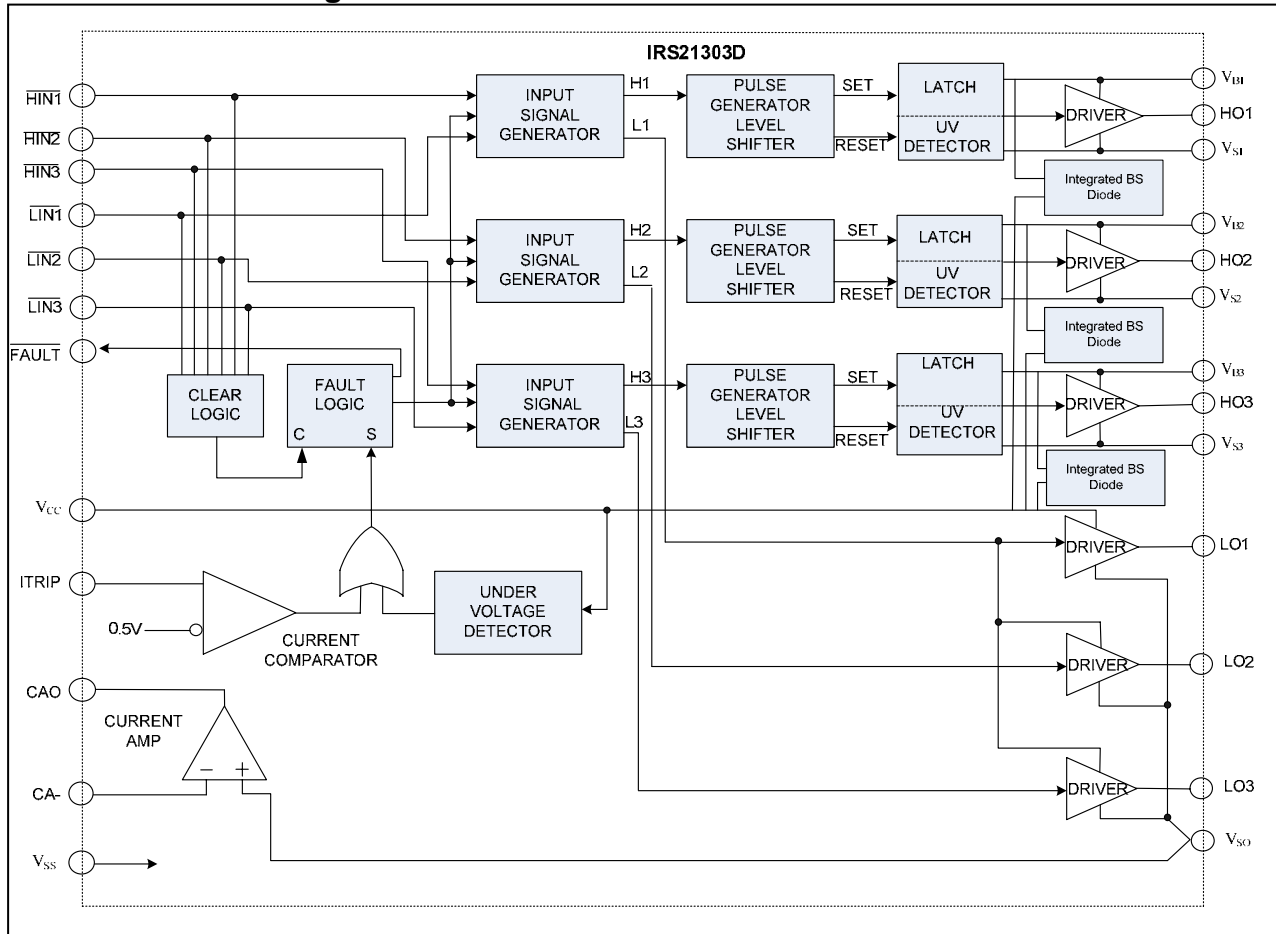 IRS21303D
HIN1
HIN2
HIN3
LIN1
LIN2
LIN3
FAULT
VCC
ITRIP
0.5V
CAO
CA-
VSS
CLEAR
LOGIC
FAULT
LOGIC
C S
CURRENT
COMPARATOR
CURRENT
AMP
− +
UNDER
VOLTAGE
DETECTOR
INPUT
SIGNAL
GENERATOR
H1
L1
PULSE
GENERATOR
LEVEL
SHIFTER
SET
RESET
LATCH
UV
DETECTOR
DRIVER
VB1
HO1
VS1
Integrated BS
Diode
INPUT
SIGNAL
GENERATOR
H2
L2
PULSE
GENERATOR
LEVEL
SHIFTER
SET
RESET
LATCH
UV
DETECTOR
DRIVER
VB2
HO2
VS2
Integrated BS
Diode
INPUT
SIGNAL
GENERATOR
H3
L3
PULSE
GENERATOR
LEVEL
SHIFTER
SET
RESET
LATCH
UV
DETECTOR
DRIVER
VB3
HO3
VS3
Integrated BS
Diode
DRIVER
LO1
DRIVER
LO2
DRIVER
LO3
VSO